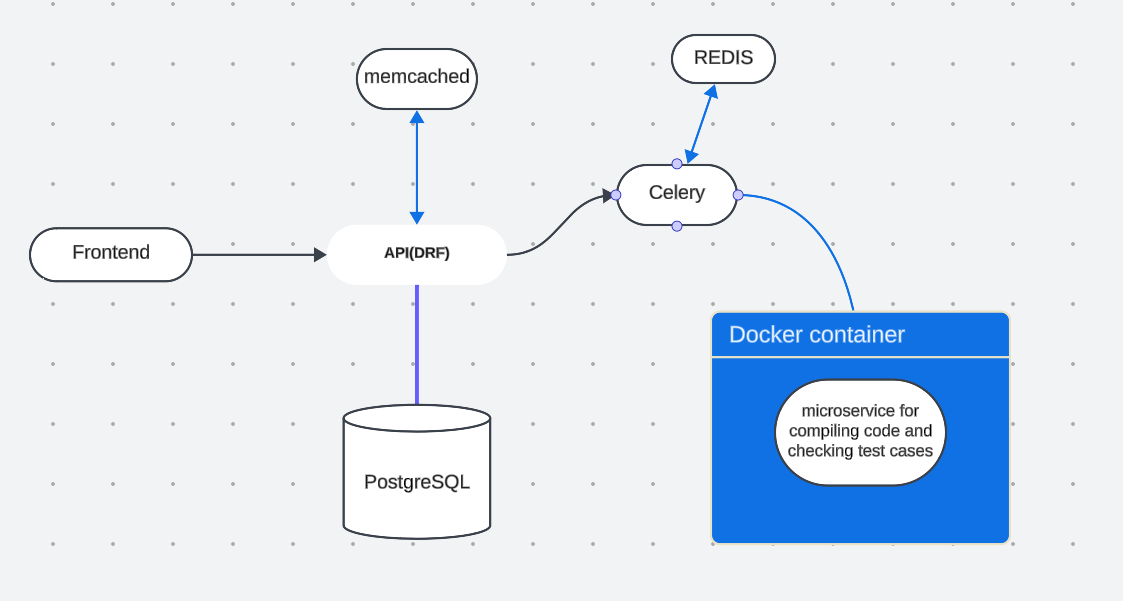 REDIS
memcached
Celery
Frontend
API(DRF)
Docker container
microservice for
compiling code and
checking test cases
PostgreSQL